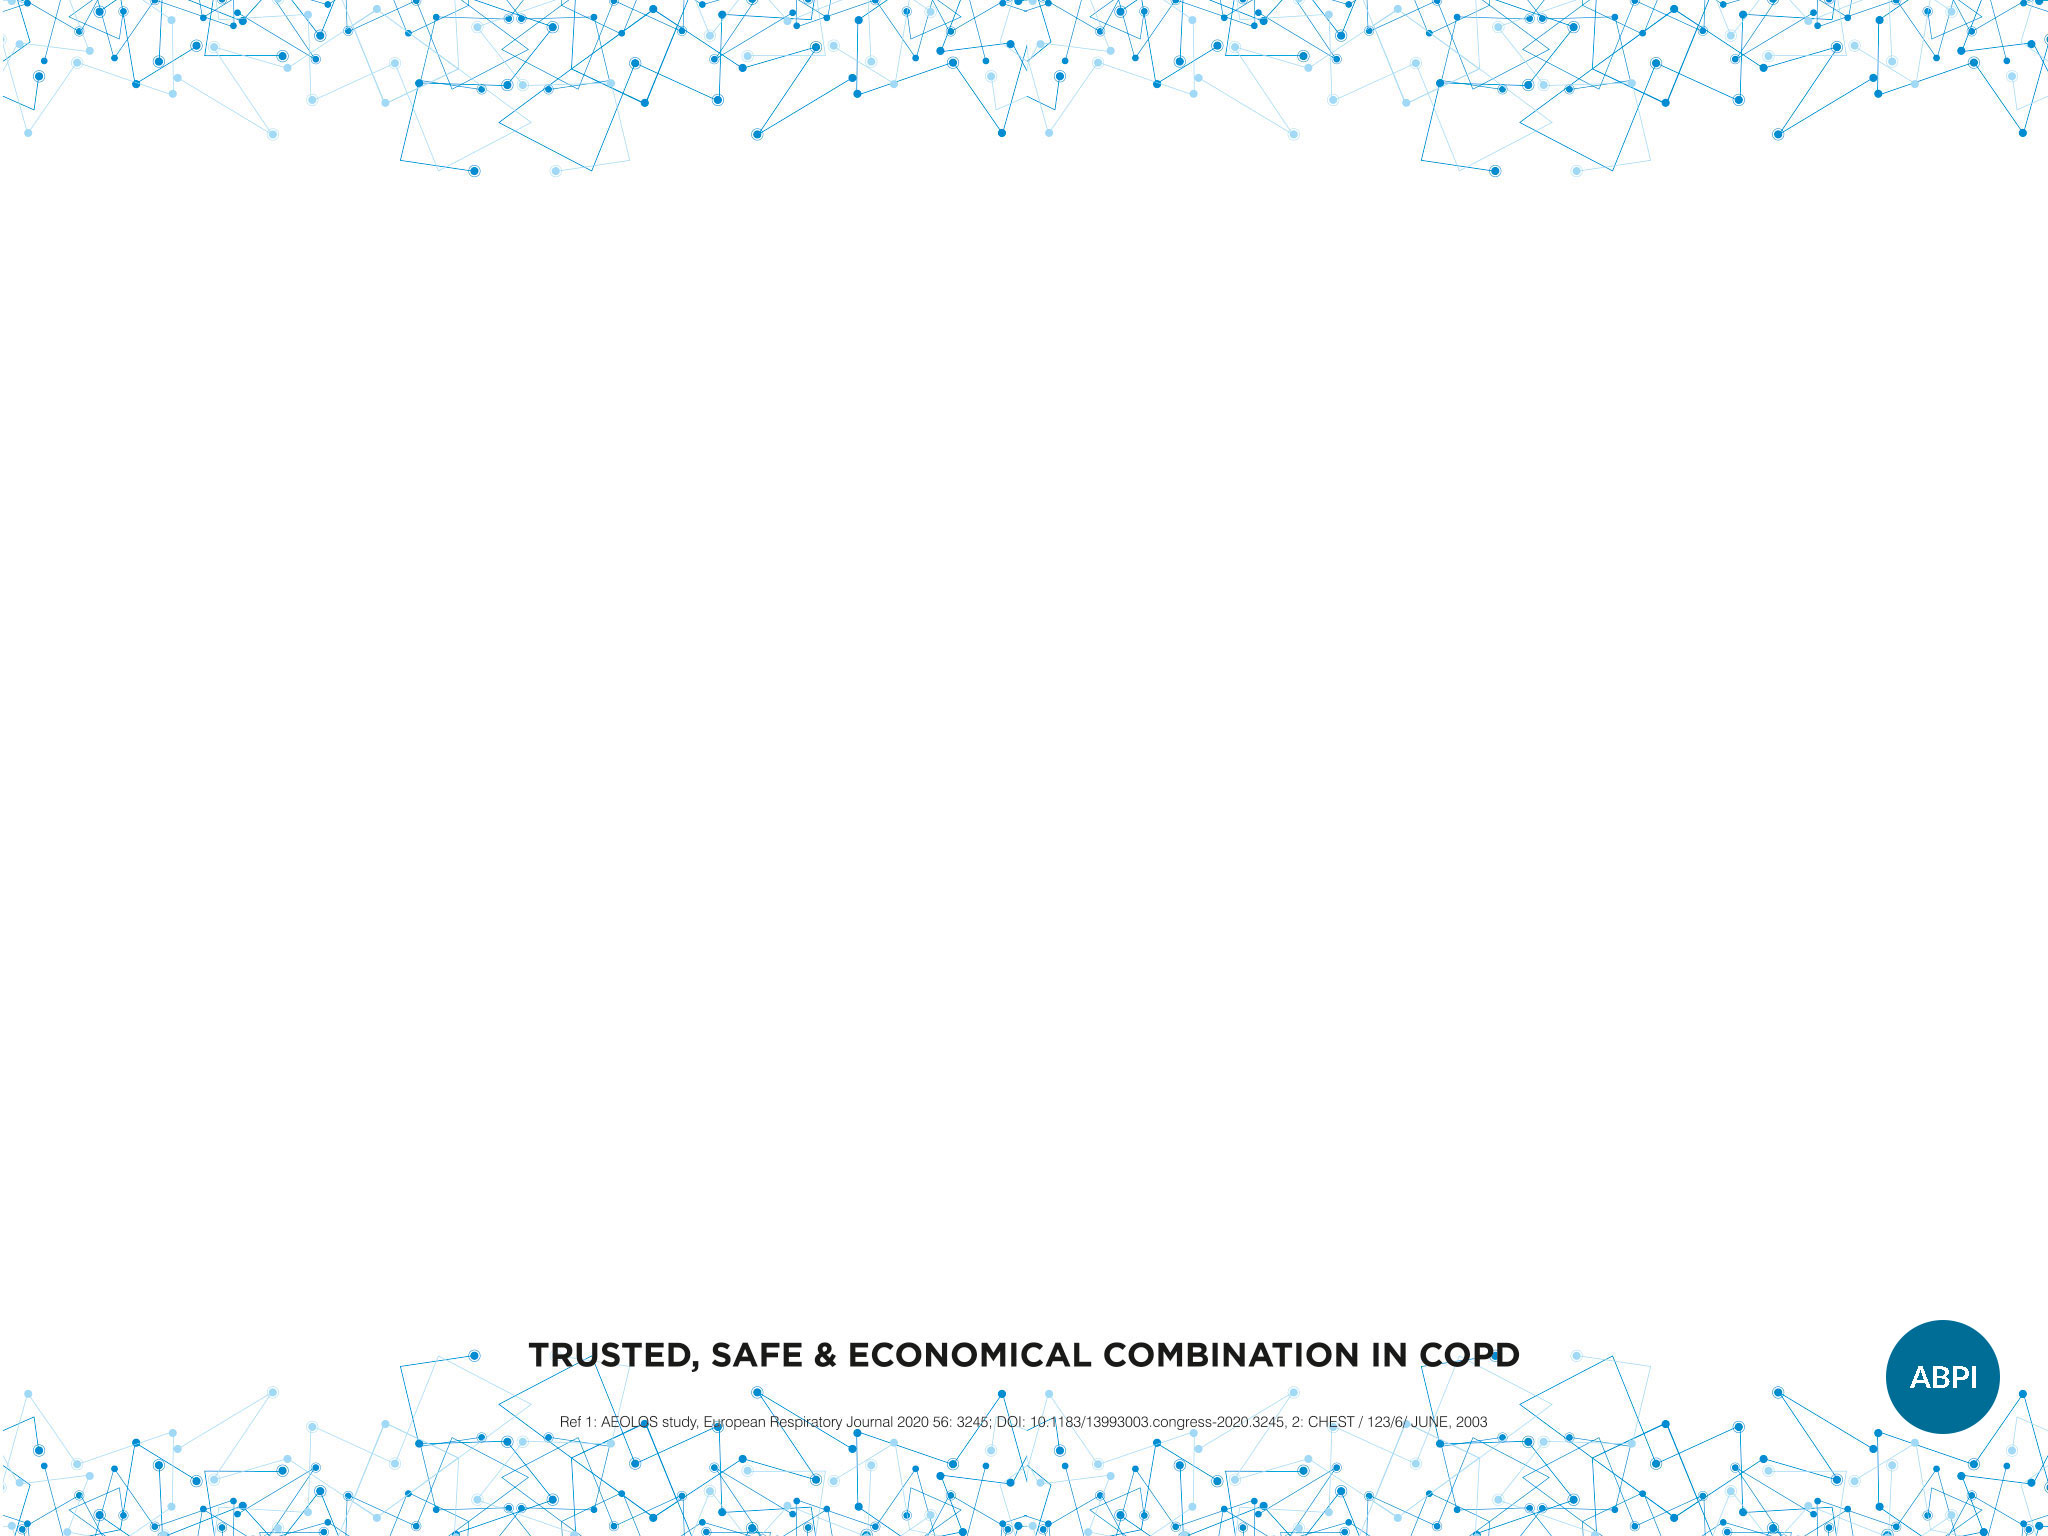 TRUSTED, SAFE & ECONOMICAL COMBINATION IN COPD
ABPI
Ref 1: AEOLOS study, European Respiratory Journal 2020 56: 3245; DOI: 10.1183/13993003.congress-2020.3245, 2: CHEST / 123/6/ JUNE, 2003